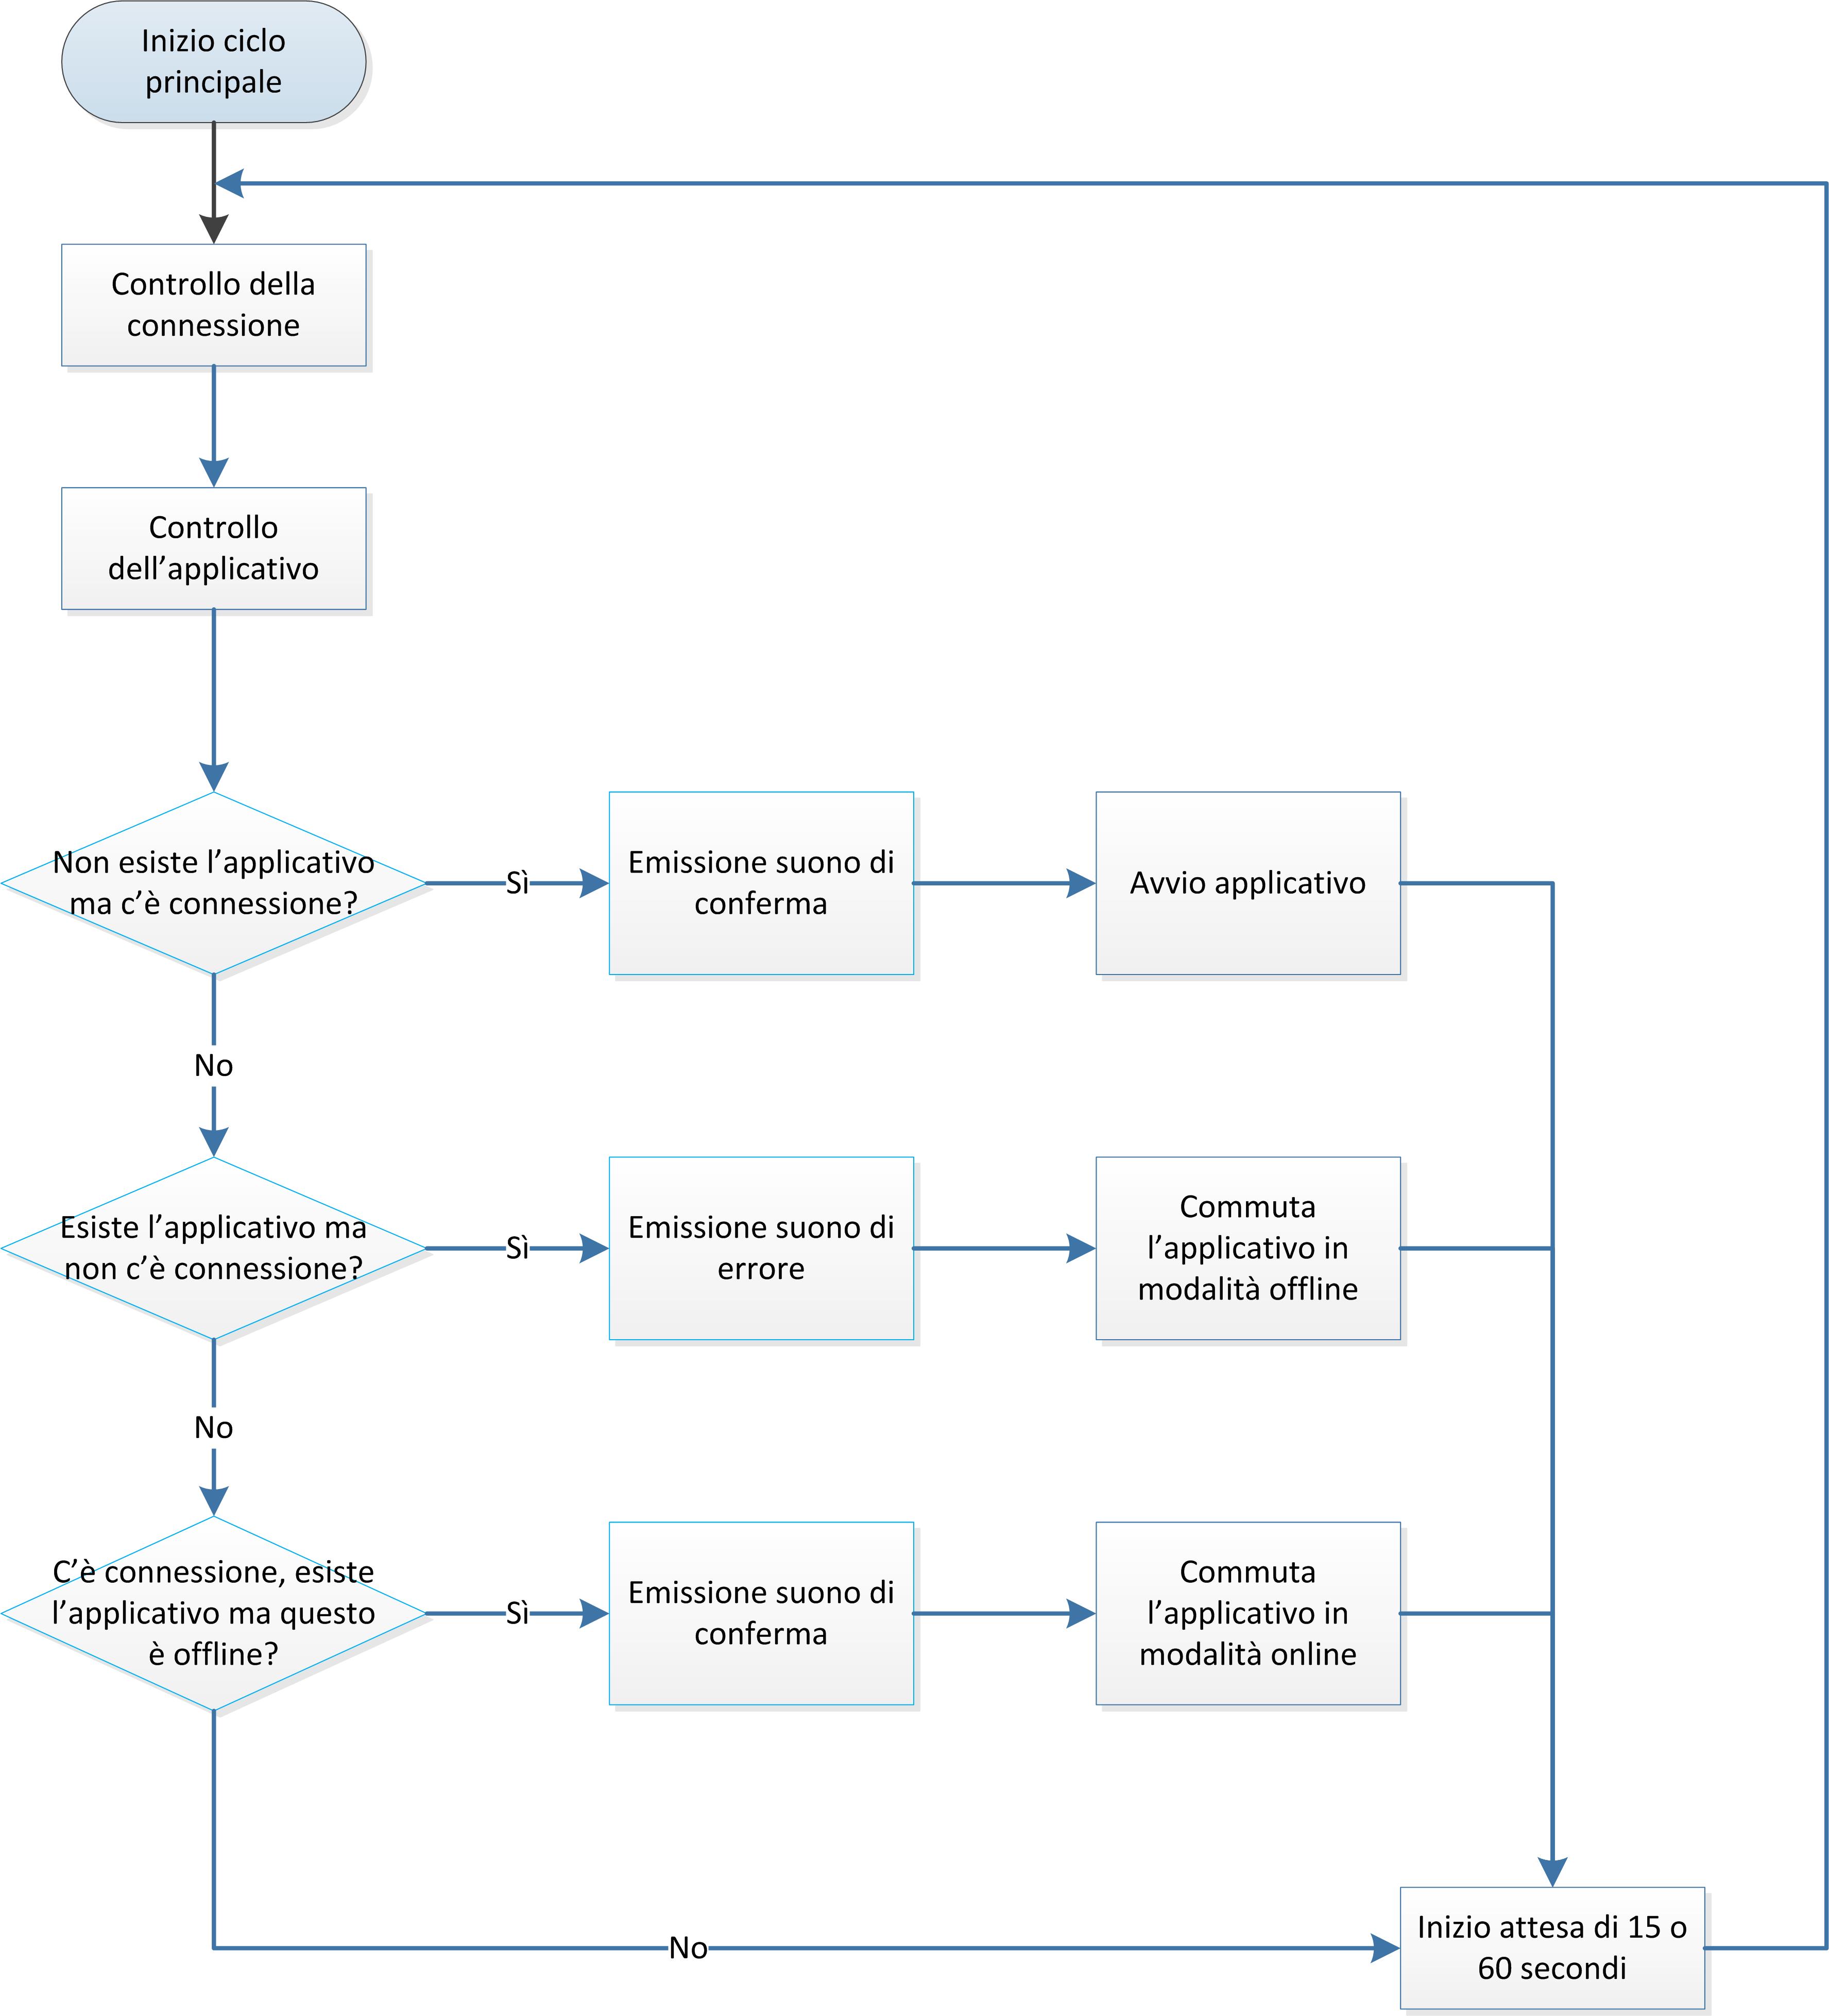 Inizio ciclo
principale
Controllo della
connessione
Controllo
dell’applicativo
Non esiste l’applicativo
ma c’è connessione?
Sì
Emissione suono di
conferma
Avvio applicativo
No
Esiste l’applicativo ma
non c’è connessione?
Sì
Emissione suono di
errore
Commuta
l’applicativo in
modalità offline
No
C’è connessione, esiste
l’applicativo ma questo
è offline?
Sì
Emissione suono di
conferma
Commuta
l’applicativo in
modalità online
No
Inizio attesa di 15 o
60 secondi